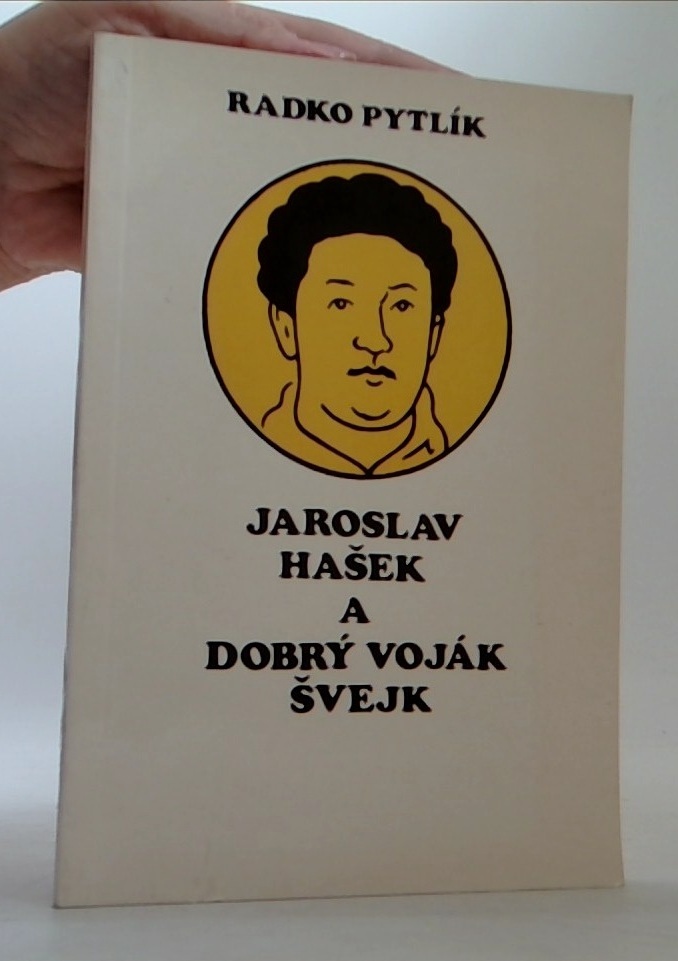 RADKO PYTLÍK
JAROSLAV
HAŠEK
A
DOBRÝ VOJÁK
ŠVEJK